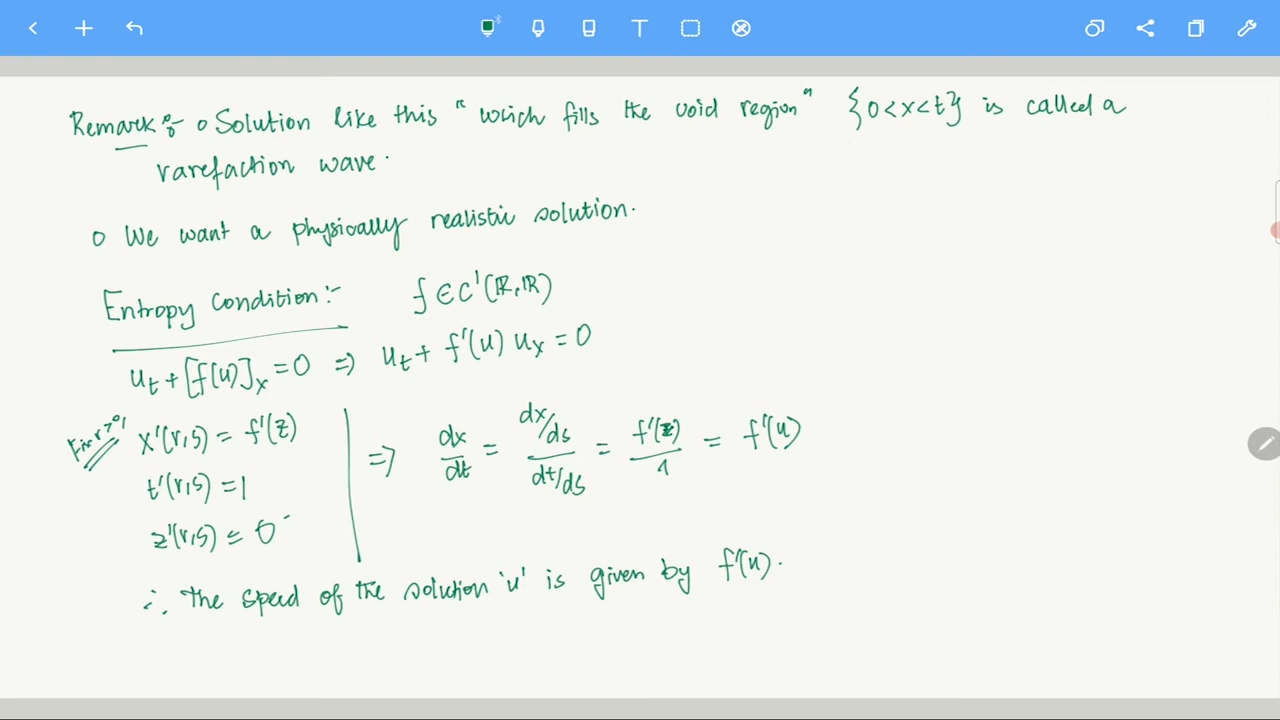 Remark :- o Solution like this "which fills the void region" {0<x<t} is called a
rarefaction wave.
o We want a physically realistic solution.
Entropy Condition :- f ∈ C¹(ℝ,ℝ)
u_t + [f(u)]_x = 0 ⇒ u_t + f'(u) u_x = 0
Fix r>0! x'(r,s) = f'(z) ⇒ dx/dt = (dx/ds)/(dt/ds) = f'(z)/1 = f'(u)
t'(r,s) = 1
z'(r,s) = 0
∴ The speed of the solution 'u' is given by f'(u).